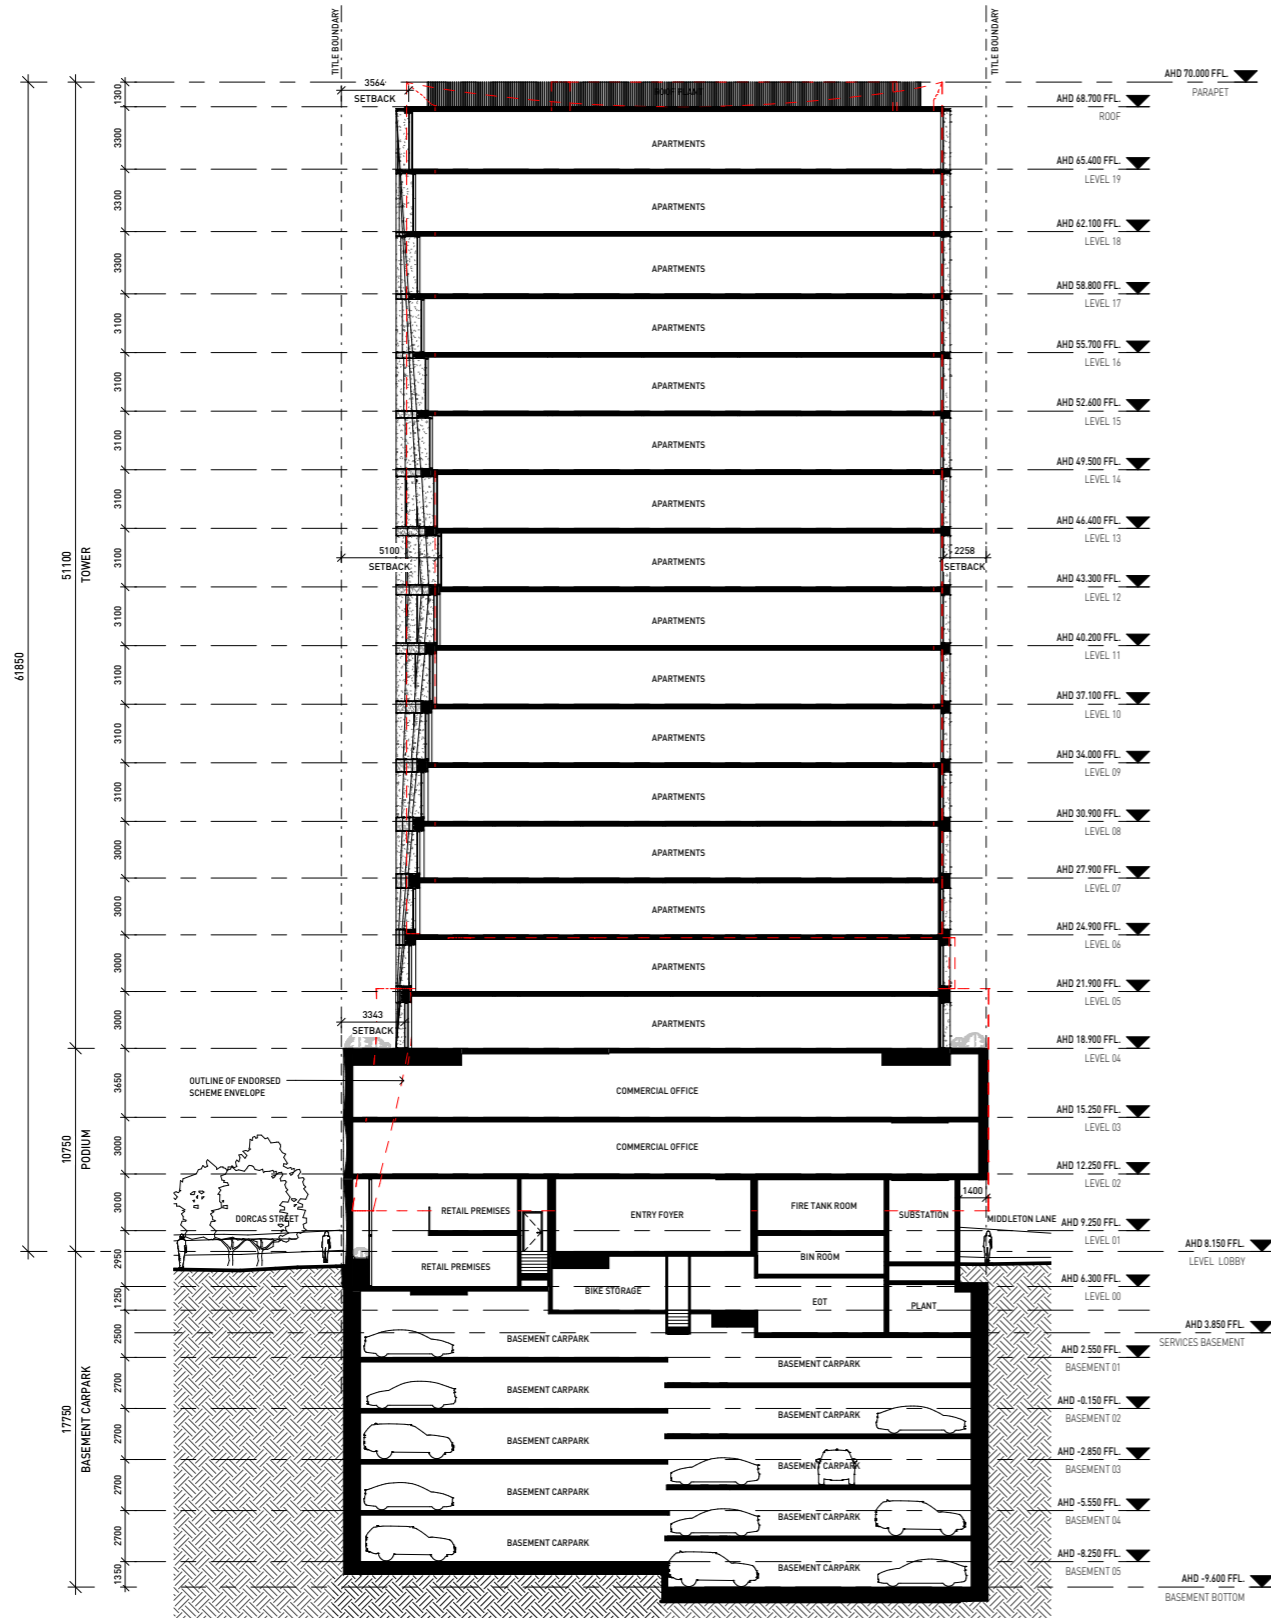 TITLE BOUNDARY
TITLE BOUNDARY
3564
SETBACK
ROOF PLANT
AHD 70.000 FFL.
PARAPET
1300
AHD 68.700 FFL.
ROOF
3300
APARTMENTS
AHD 65.400 FFL.
LEVEL 19
3300
APARTMENTS
AHD 62.100 FFL.
LEVEL 18
3300
APARTMENTS
AHD 58.800 FFL.
LEVEL 17
3100
APARTMENTS
AHD 55.700 FFL.
LEVEL 16
3100
APARTMENTS
AHD 52.600 FFL.
LEVEL 15
3100
APARTMENTS
AHD 49.500 FFL.
LEVEL 14
3100
APARTMENTS
AHD 46.400 FFL.
LEVEL 13
3100
5100
SETBACK
APARTMENTS
2258
SETBACK
51100
TOWER
AHD 43.300 FFL.
LEVEL 12
3100
APARTMENTS
AHD 40.200 FFL.
LEVEL 11
61850
3100
APARTMENTS
AHD 37.100 FFL.
LEVEL 10
3100
APARTMENTS
AHD 34.000 FFL.
LEVEL 09
3100
APARTMENTS
AHD 30.900 FFL.
LEVEL 08
3000
APARTMENTS
AHD 27.900 FFL.
LEVEL 07
3000
APARTMENTS
AHD 24.900 FFL.
LEVEL 06
3000
APARTMENTS
AHD 21.900 FFL.
LEVEL 05
3000
3343
SETBACK
APARTMENTS
AHD 18.900 FFL.
LEVEL 04
3650
OUTLINE OF ENDORSED
SCHEME ENVELOPE
COMMERCIAL OFFICE
AHD 15.250 FFL.
LEVEL 03
10750
PODIUM
3000
COMMERCIAL OFFICE
AHD 12.250 FFL.
LEVEL 02
3000
1400
DORCAS STREET
RETAIL PREMISES
ENTRY FOYER
FIRE TANK ROOM
SUBSTATION
MIDDLETON LANE
AHD 9.250 FFL.
LEVEL 01
AHD 8.150 FFL.
LEVEL LOBBY
2950
RETAIL PREMISES
BIN ROOM
AHD 6.300 FFL.
LEVEL 00
1250
BIKE STORAGE
EOT
PLANT
2500
AHD 3.850 FFL.
SERVICES BASEMENT
BASEMENT CARPARK
BASEMENT CARPARK
AHD 2.550 FFL.
BASEMENT 01
2700
BASEMENT CARPARK
BASEMENT CARPARK
AHD -0.150 FFL.
BASEMENT 02
17750
BASEMENT CARPARK
2700
BASEMENT CARPARK
BASEMENT CARPARK
AHD -2.850 FFL.
BASEMENT 03
2700
BASEMENT CARPARK
BASEMENT CARPARK
AHD -5.550 FFL.
BASEMENT 04
2700
BASEMENT CARPARK
BASEMENT CARPARK
AHD -8.250 FFL.
BASEMENT 05
1350
AHD -9.600 FFL.
BASEMENT BOTTOM